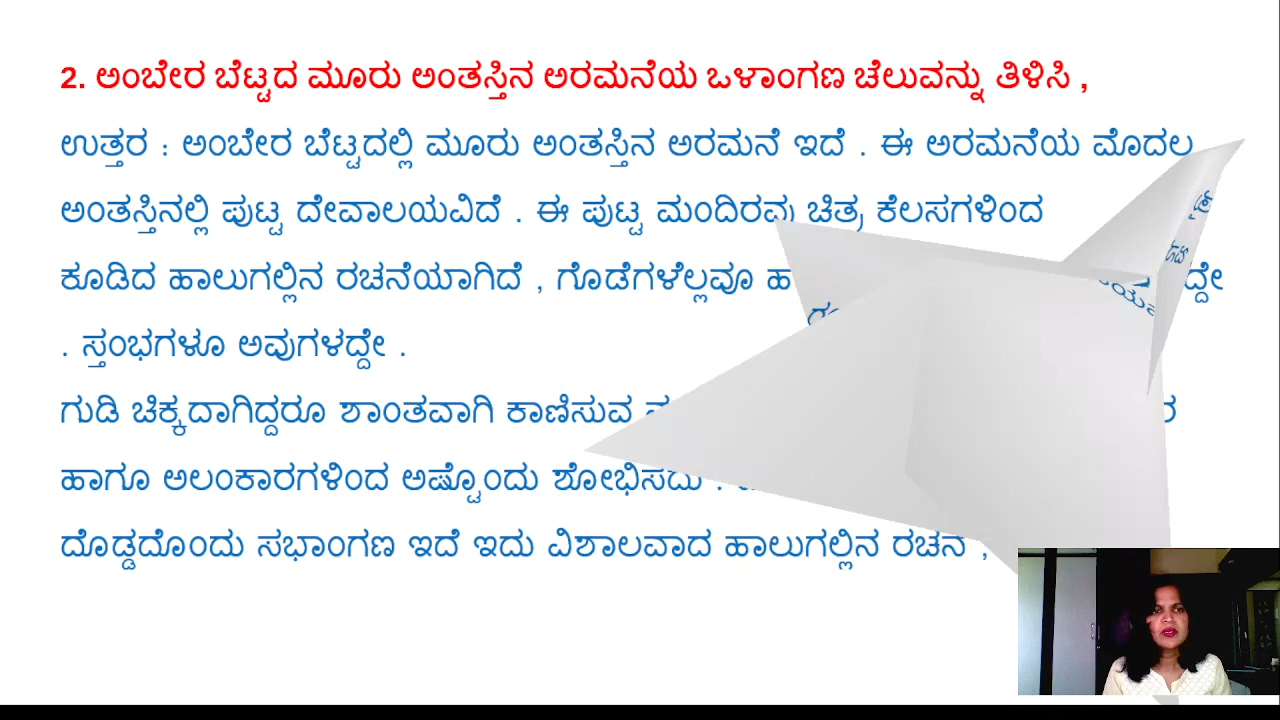 2. ಅಂಬೇರ ಬೆಟ್ಟದ ಮೂರು ಅಂತಸ್ತಿನ ಅರಮನೆಯ ಒಳಾಂಗಣ ಚೆಲುವನ್ನು ತಿಳಿಸಿ ,
ಉತ್ತರ : ಅಂಬೇರ ಬೆಟ್ಟದಲ್ಲಿ ಮೂರು ಅಂತಸ್ತಿನ ಅರಮನೆ ಇದೆ . ಈ ಅರಮನೆಯ ಮೊದಲ
ಅಂತಸ್ತಿನಲ್ಲಿ ಪುಟ್ಟ ದೇವಾಲಯವಿದೆ . ಈ ಪುಟ್ಟ ಮಂದಿರವು ಚಿತ್ರ ಕೆಲಸಗಳಿಂದ
ಕೂಡಿದ ಹಾಲುಗಲ್ಲಿನ ರಚನೆಯಾಗಿದೆ , ಗೊಡೆಗಳೆಲ್ಲವೂ
. ಸ್ತಂಭಗಳೂ ಅವುಗಳದ್ದೇ .
ಗುಡಿ ಚಿಕ್ಕದಾಗಿದ್ದರೂ ಶಾಂತವಾಗಿ ಕಾಣಿಸುವ
ಹಾಗೂ ಅಲಂಕಾರಗಳಿಂದ ಅಷ್ಟೊಂದು ಶೋಭಿಸದು .
ದೊಡ್ಡದೊಂದು ಸಭಾಂಗಣ ಇದೆ ಇದು ವಿಶಾಲವಾದ ಹಾಲುಗಲ್ಲಿನ ರಚನೆ ,